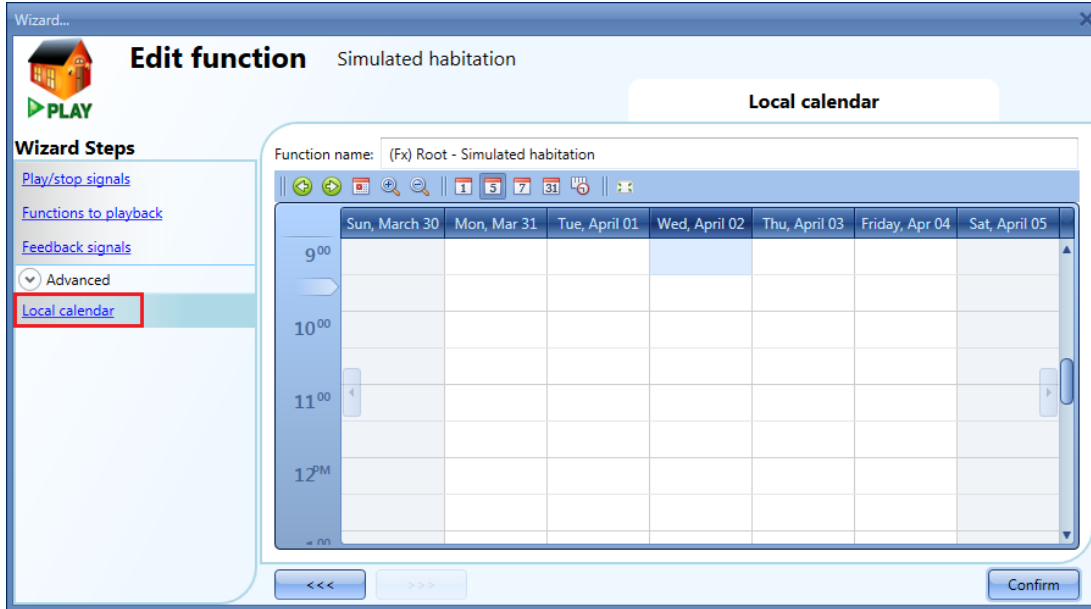 Wizard...
Edit function Simulated habitation
PLAY
Local calendar
Wizard Steps
Play/stop signals
Functions to playback
Feedback signals
Advanced
Local calendar
Function name: (Fx) Root - Simulated habitation
1 5 7 31
Sun, March 30 Mon, Mar 31 Tue, April 01 Wed, April 02 Thu, April 03 Friday, Apr 04 Sat, April 05
9 00
10 00
11 00
12 PM
<<< >>> Confirm